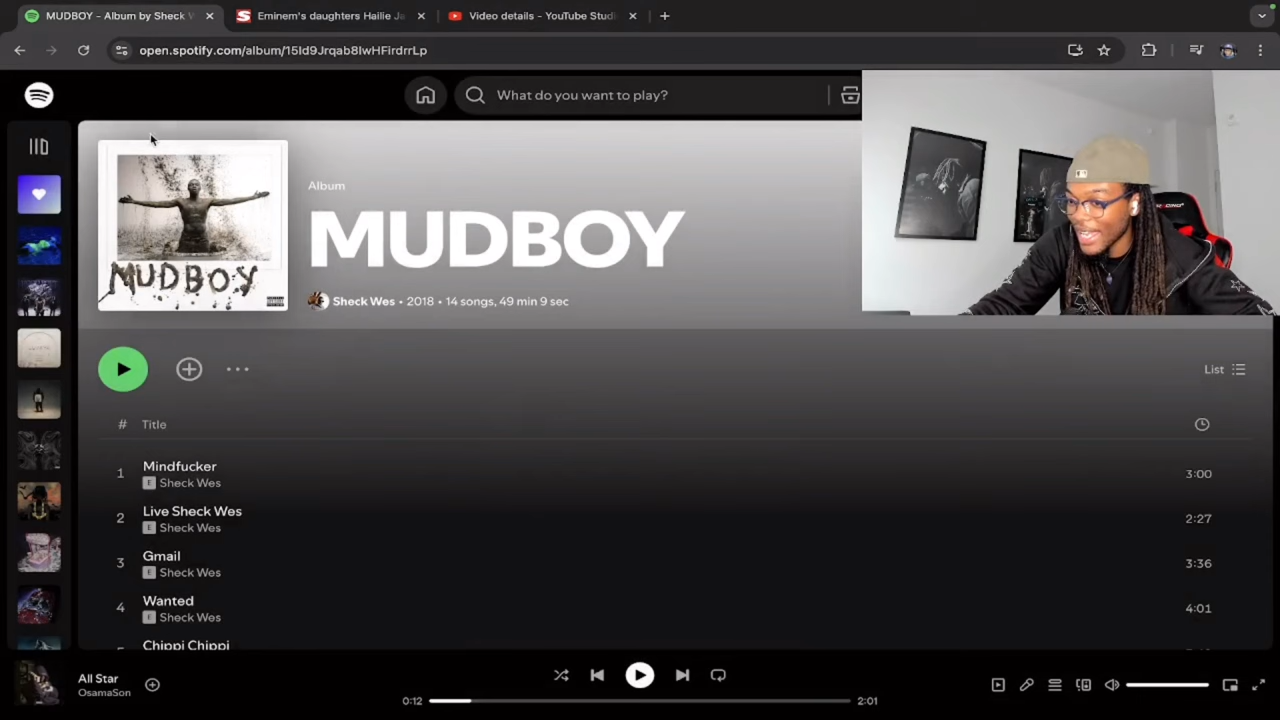 MUDBOY - Album by Sheck W
Eminem's daughters Hailie Ja
Video details - YouTube Studi
open.spotify.com/album/15Id9Jrqab8IwHFirdrrLp
What do you want to play?
MUDBOY
Album
MUDBOY
Sheck Wes • 2018 • 14 songs, 49 min 9 sec
List
# Title
1 Mindfucker 3:00
E Sheck Wes
2 Live Sheck Wes 2:27
E Sheck Wes
3 Gmail 3:36
E Sheck Wes
4 Wanted 4:01
E Sheck Wes
Chippi Chippi
All Star
OsamaSon
0:12
2:01